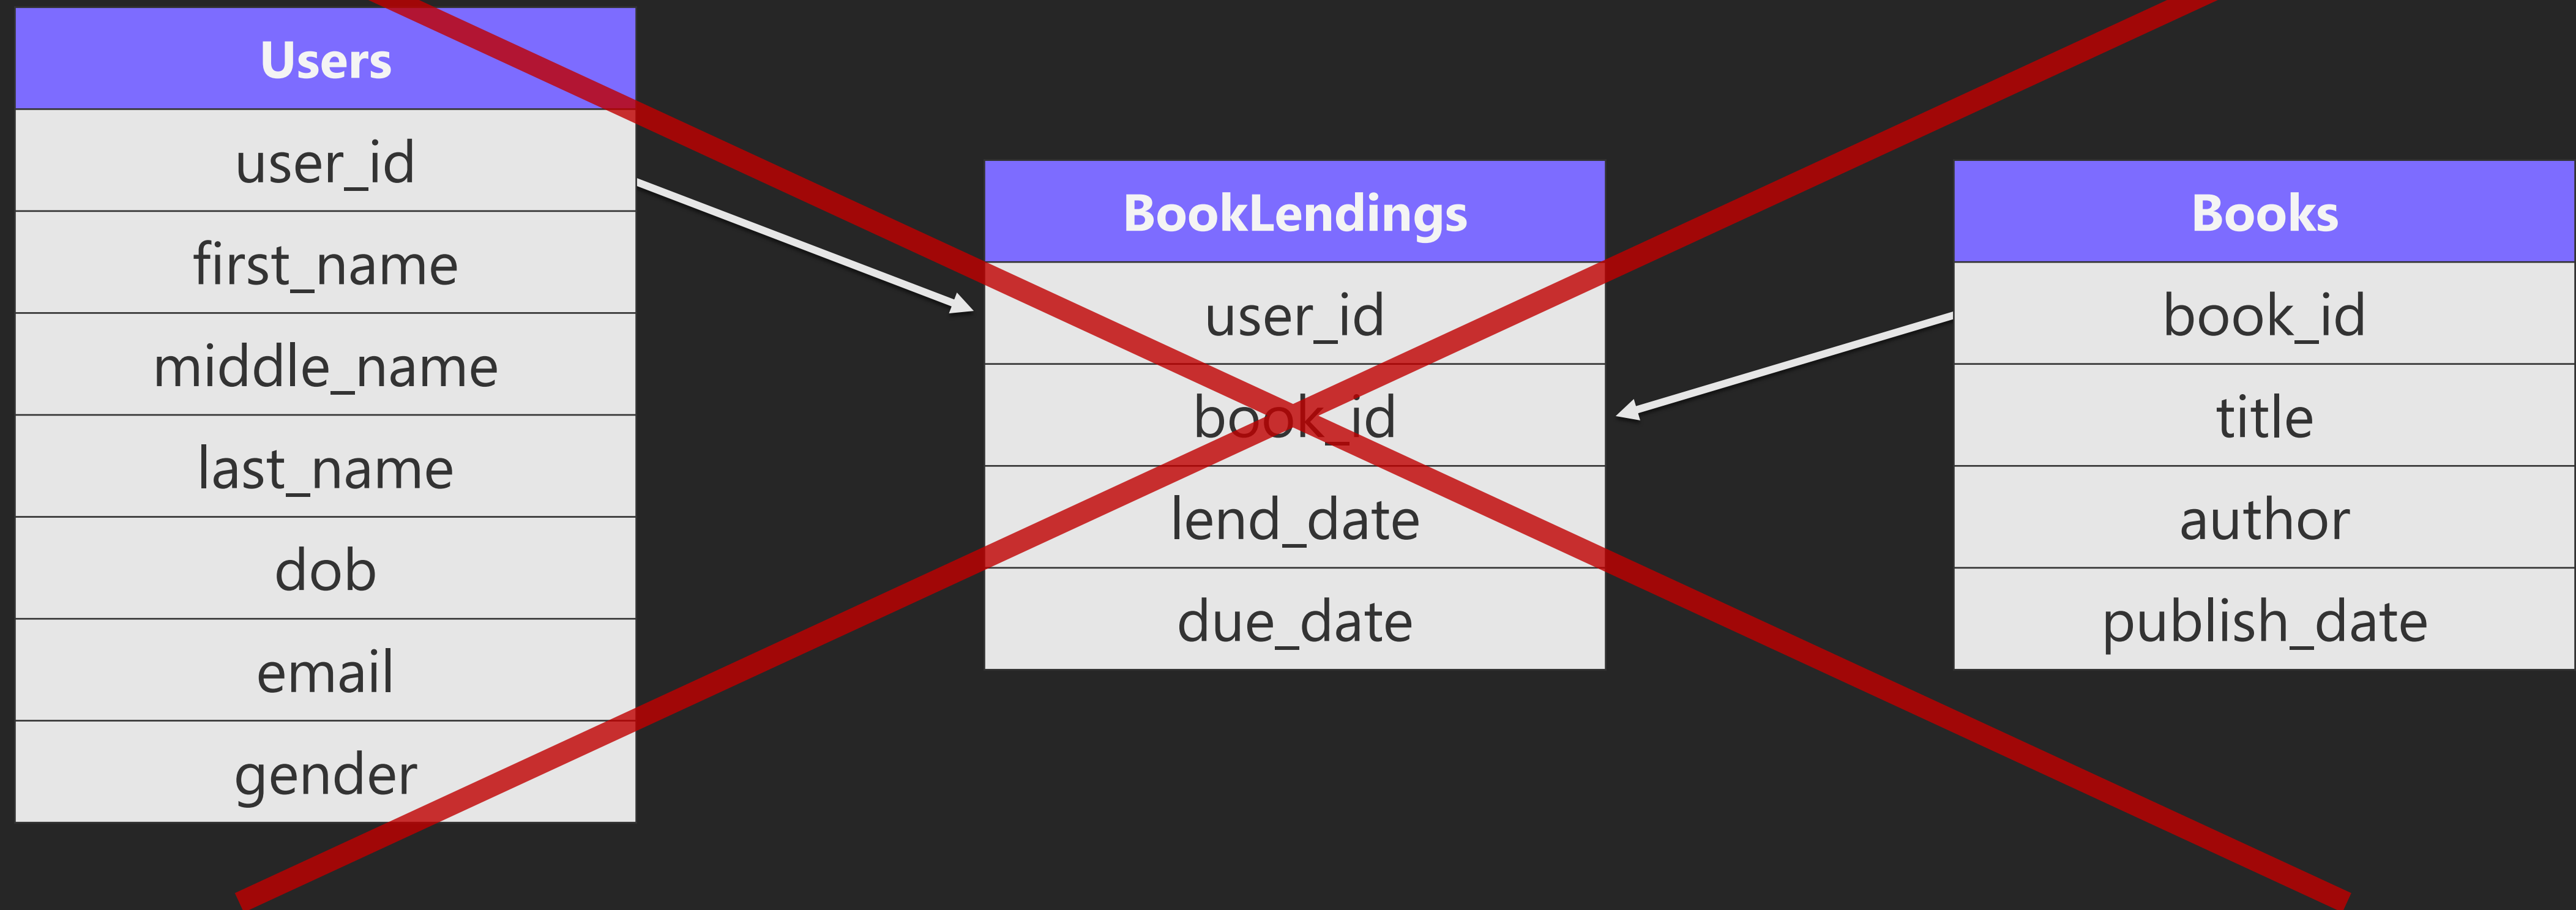 Users
user_id
first_name
middle_name
last_name
dob
email
gender
BookLendings
user_id
book_id
lend_date
due_date
Books
book_id
title
author
publish_date